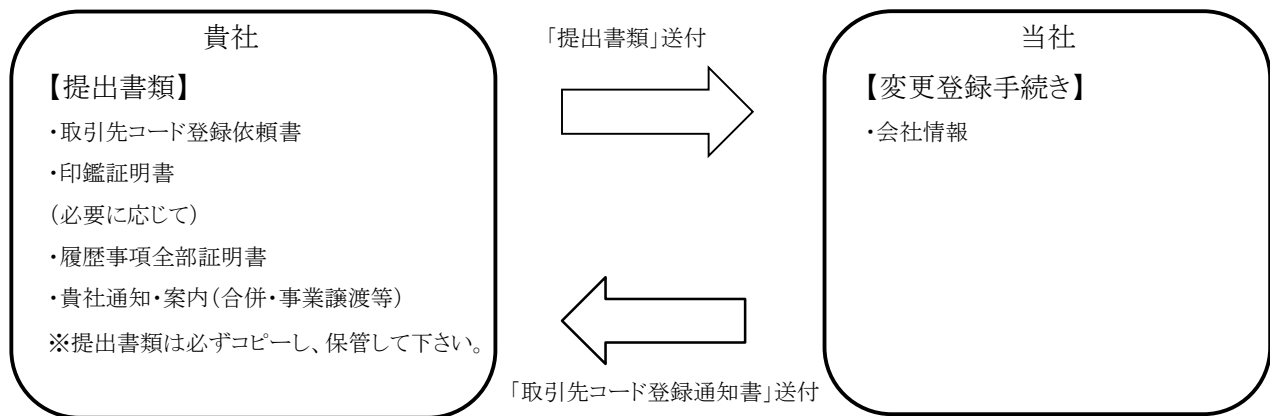 貴社
【提出書類】
・取引先コード登録依頼書
・印鑑証明書
（必要に応じて）
・履歴事項全部証明書
・貴社通知・案内（合併・事業譲渡等）
※提出書類は必ずコピーし、保管して下さい。
「提出書類」送付
「取引先コード登録通知書」送付
当社
【変更登録手続き】
・会社情報